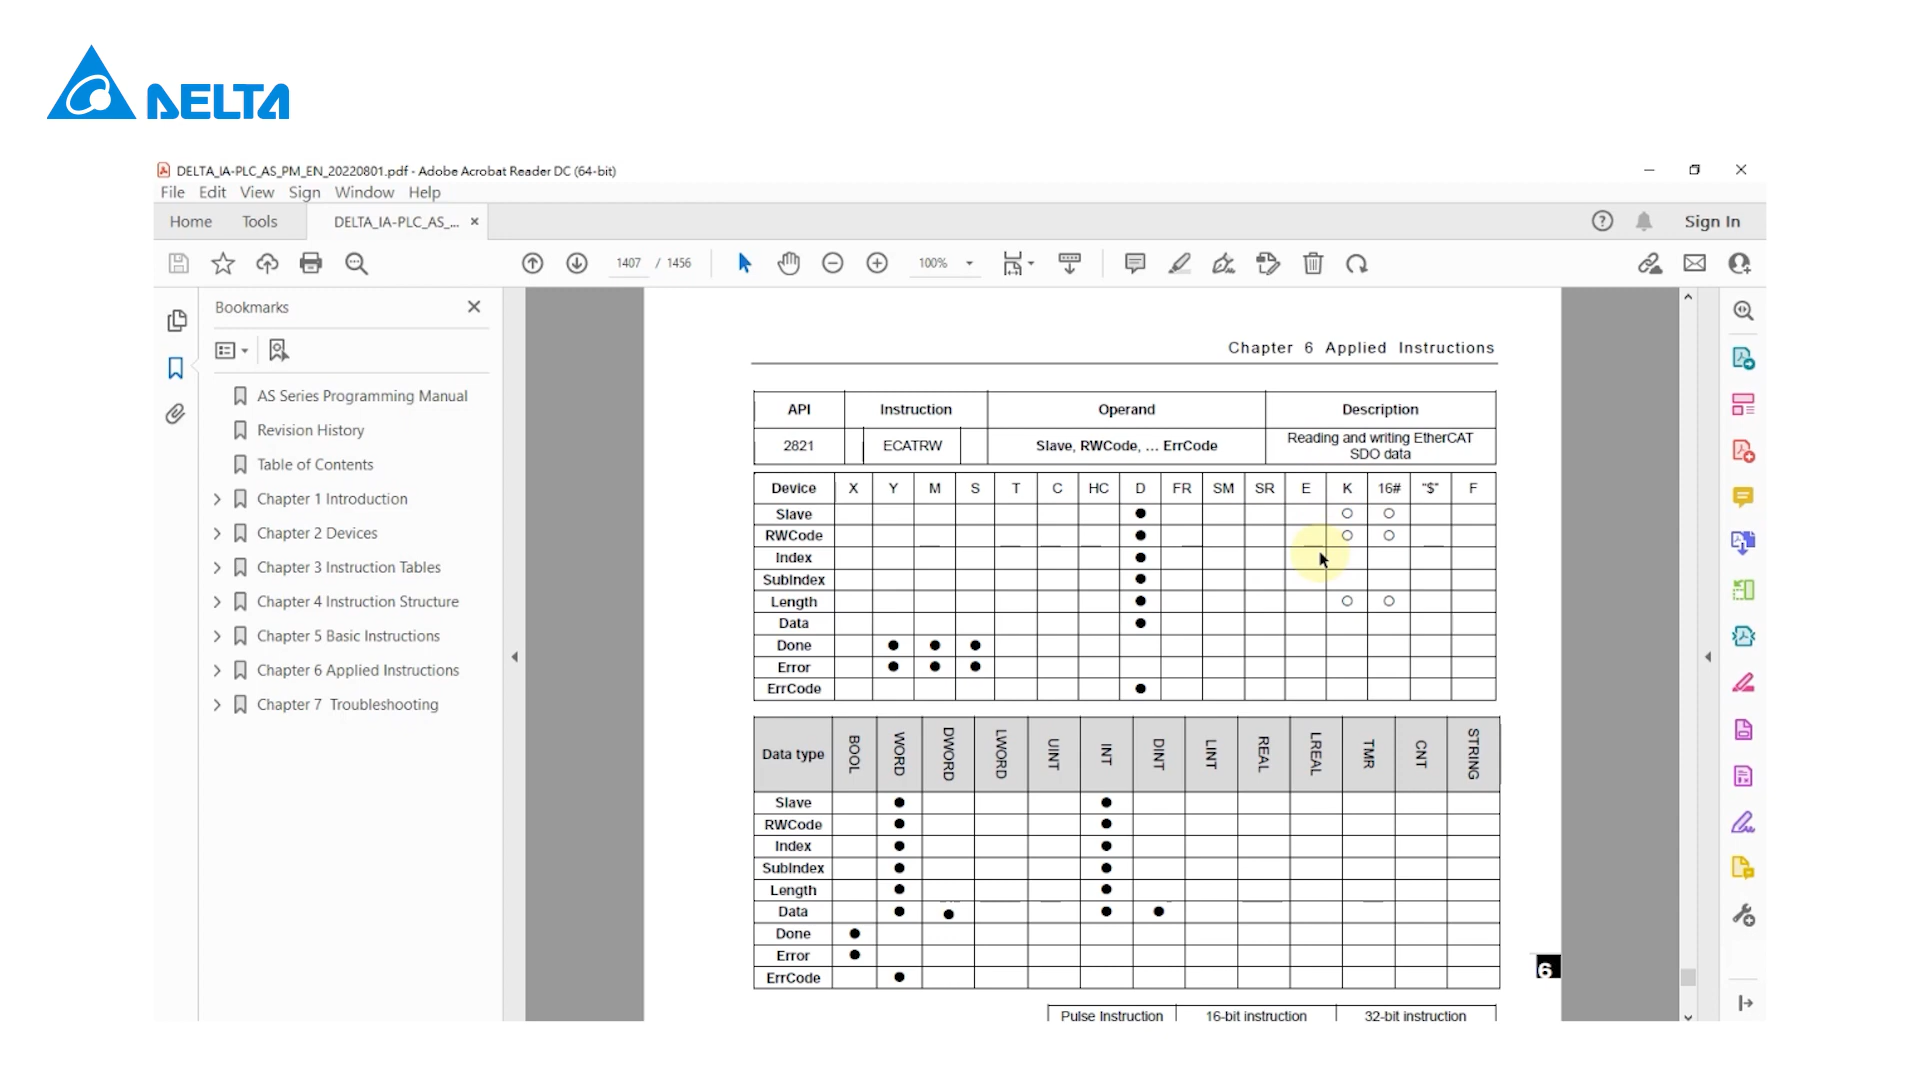 DELTA
DELTA_IA-PLC_AS_PM_EN_20220801.pdf - Adobe Acrobat Reader DC (64-bit)
File Edit View Sign Window Help
Home Tools DELTA_IA-PLC_AS_... × Sign In
1407 / 1456 100%
Bookmarks
AS Series Programming Manual
Revision History
Table of Contents
Chapter 1 Introduction
Chapter 2 Devices
Chapter 3 Instruction Tables
Chapter 4 Instruction Structure
Chapter 5 Basic Instructions
Chapter 6 Applied Instructions
Chapter 7 Troubleshooting
Chapter 6 Applied Instructions
API Instruction Operand Description
2821 ECATRW Slave, RWCode, ... ErrCode Reading and writing EtherCAT
SDO data
Device X Y M S T C HC D FR SM SR E K 16# "$" F
Slave ● ○ ○
RWCode ● ○ ○
Index ●
SubIndex ●
Length ● ○ ○
Data ●
Done ● ● ●
Error ● ● ●
ErrCode ●
Data type BOOL WORD DWORD LWORD UINT INT DINT LINT REAL LREAL TMR CNT STRING
Slave ● ●
RWCode ● ●
Index ● ●
SubIndex ● ●
Length ● ●
Data ● ● ● ●
Done ●
Error ●
ErrCode ●
6
Pulse Instruction 16-bit instruction 32-bit instruction